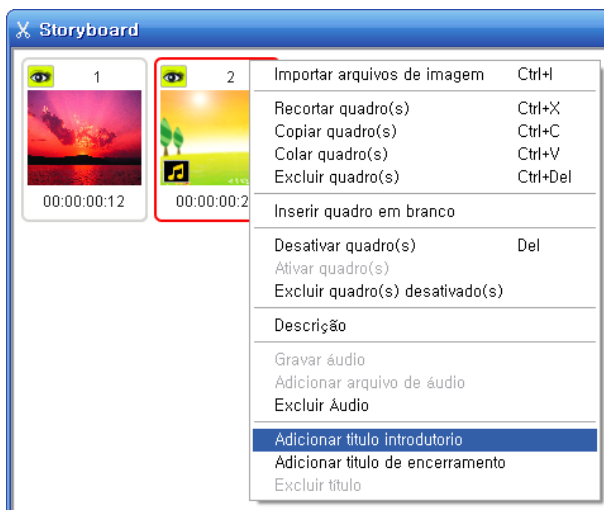 Storyboard
1
2
00:00:00:12
00:00:00:2
Importar arquivos de imagem Ctrl+I
Recortar quadro(s) Ctrl+X
Copiar quadro(s) Ctrl+C
Colar quadro(s) Ctrl+V
Excluir quadro(s) Ctrl+Del
Inserir quadro em branco
Desativar quadro(s) Del
Ativar quadro(s)
Excluir quadro(s) desativado(s)
Descrição
Gravar áudio
Adicionar arquivo de áudio
Excluir Áudio
Adicionar titulo introdutorio
Adicionar titulo de encerramento
Excluir título